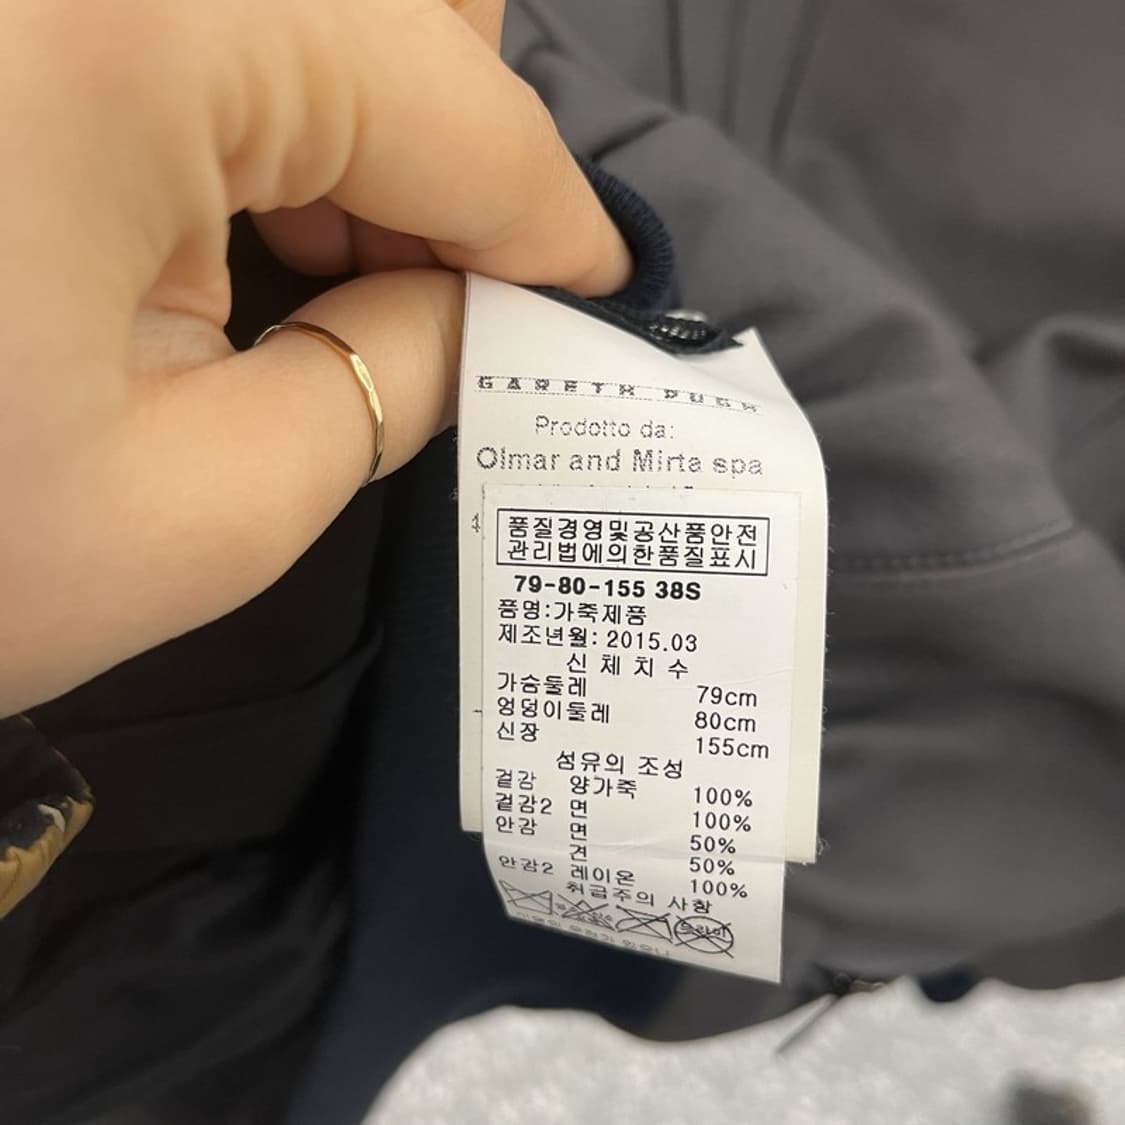 GARETH PUGH
Prodotto da:
Olmar and Mirta spa
품질경영및공산품안전
관리법에의한품질표시
79-80-155 38S
품명:가죽제품
제조년월: 2015.03
신 체 치 수
가슴둘레 79cm
엉덩이둘레 80cm
신장 155cm
섬유의 조성
겉감 양가죽 100%
겉감2 면 100%
안감 면 50%
견 50%
안감2 레이온 100%
취급주의 사항
드라이